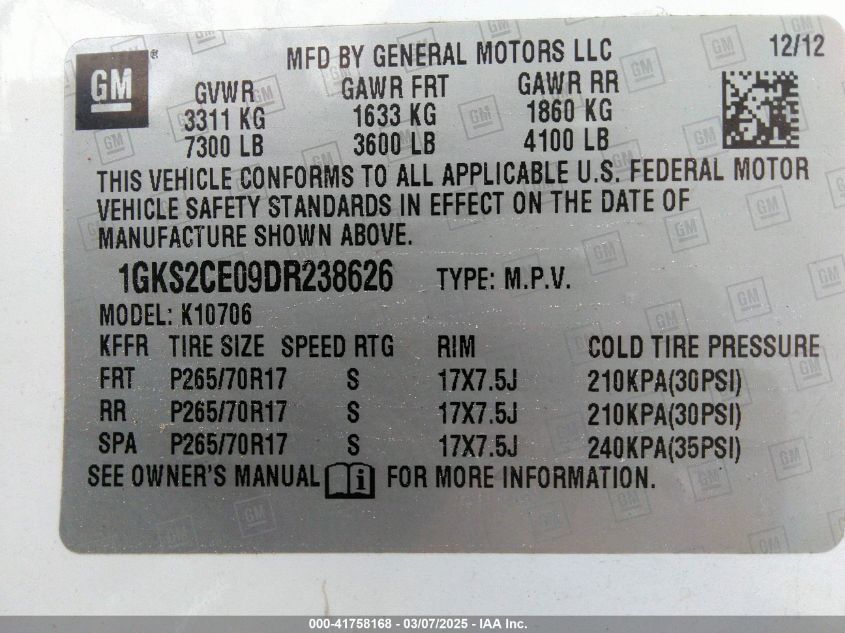 GM ® MFD BY GENERAL MOTORS LLC 12/12
GVWR GAWR FRT GAWR RR
3311 KG 1633 KG 1860 KG
7300 LB 3600 LB 4100 LB
THIS VEHICLE CONFORMS TO ALL APPLICABLE U.S. FEDERAL MOTOR
VEHICLE SAFETY STANDARDS IN EFFECT ON THE DATE OF
MANUFACTURE SHOWN ABOVE.
1GKS2CE09DR238626 TYPE: M.P.V.
MODEL: K10706
KFFR TIRE SIZE SPEED RTG RIM COLD TIRE PRESSURE
FRT P265/70R17 S 17X7.5J 210KPA(30PSI)
RR P265/70R17 S 17X7.5J 210KPA(30PSI)
SPA P265/70R17 S 17X7.5J 240KPA(35PSI)
SEE OWNER'S MANUAL i FOR MORE INFORMATION.
000-41758168 — 03/07/2025 — IAA Inc.